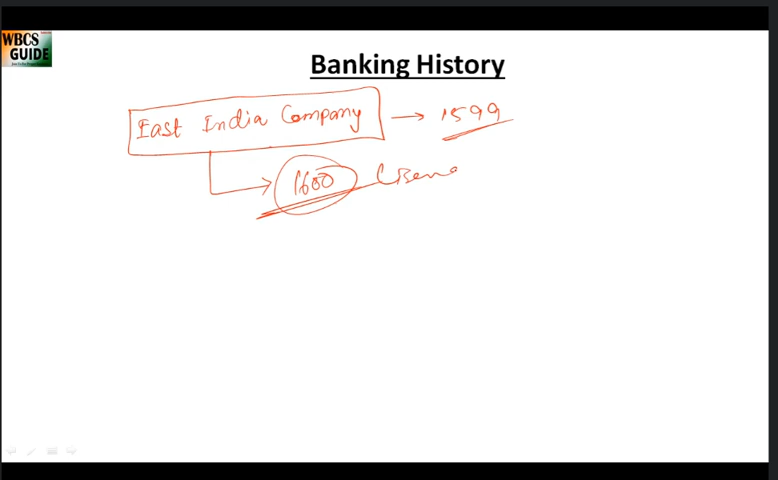 WBCS
GUIDE
Banking History
East India Company → 1599
1600